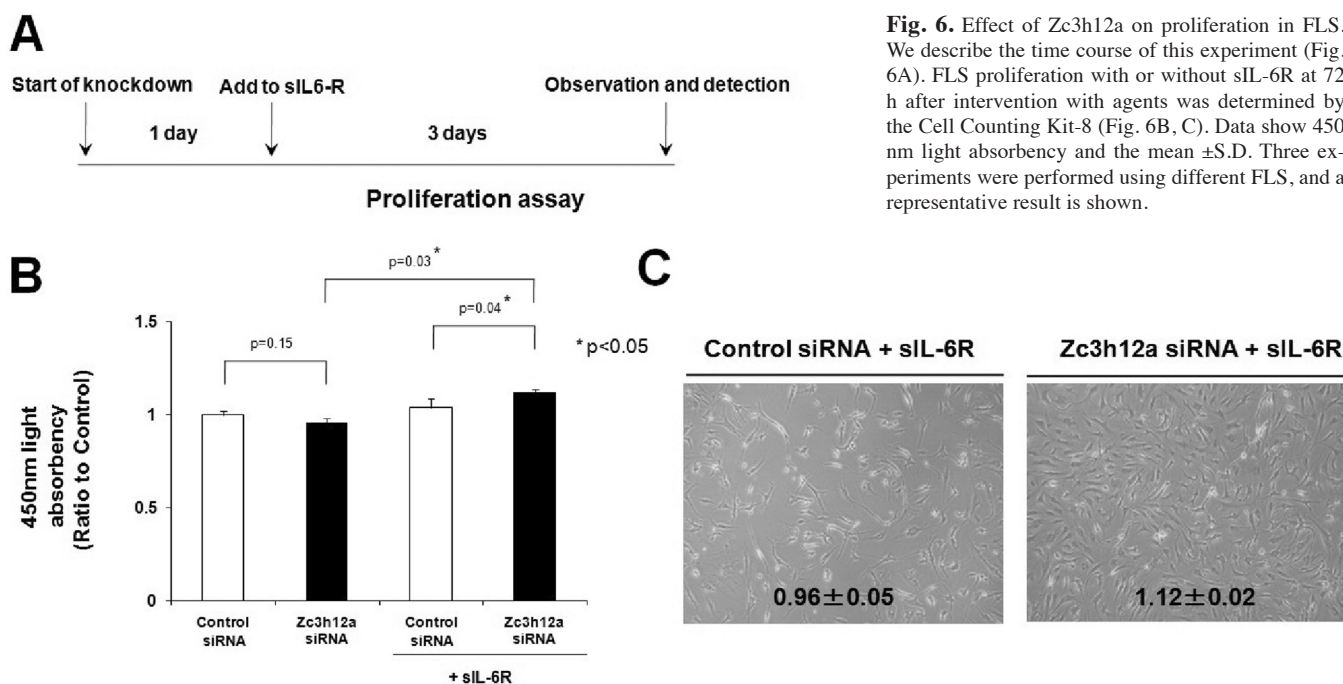 A
Start of knockdown
Add to sIL6-R
Observation and detection
1 day
3 days
Proliferation assay
Fig. 6. Effect of Zc3h12a on proliferation in FLS.
We describe the time course of this experiment (Fig.
6A). FLS proliferation with or without sIL-6R at 72
h after intervention with agents was determined by
the Cell Counting Kit-8 (Fig. 6B, C). Data show 450
nm light absorbency and the mean ±S.D. Three ex-
periments were performed using different FLS, and a
representative result is shown.
B
p=0.03 *
p=0.04 *
p=0.15
* p<0.05
1.5
1
0.5
0
450nm light
absorbency
(Ratio to Control)
Control
siRNA
Zc3h12a
siRNA
Control
siRNA
Zc3h12a
siRNA
+ sIL-6R
C
Control siRNA + sIL-6R
Zc3h12a siRNA + sIL-6R
0.96±0.05
1.12±0.02